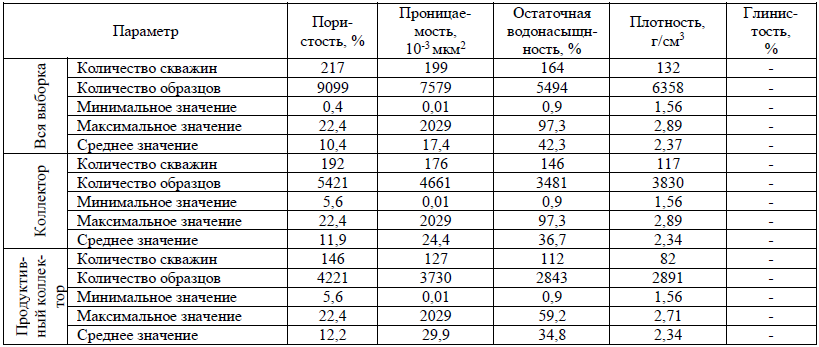 Параметр Пори-стость, % Проницае-мость, 10-3 мкм2 Остаточная водонасыщн-ность, % Плотность, г/см3 Глинис-тость, %
Вся выборка
Количество скважин 217 199 164 132 -
Количество образцов 9099 7579 5494 6358 -
Минимальное значение 0,4 0,01 0,9 1,56 -
Максимальное значение 22,4 2029 97,3 2,89 -
Среднее значение 10,4 17,4 42,3 2,37 -
Коллектор
Количество скважин 192 176 146 117 -
Количество образцов 5421 4661 3481 3830 -
Минимальное значение 5,6 0,01 0,9 1,56 -
Максимальное значение 22,4 2029 97,3 2,89 -
Среднее значение 11,9 24,4 36,7 2,34 -
Продуктив-
ный коллек-
тор
Количество скважин 146 127 112 82 -
Количество образцов 4221 3730 2843 2891 -
Минимальное значение 5,6 0,01 0,9 1,56 -
Максимальное значение 22,4 2029 59,2 2,71 -
Среднее значение 12,2 29,9 34,8 2,34 -